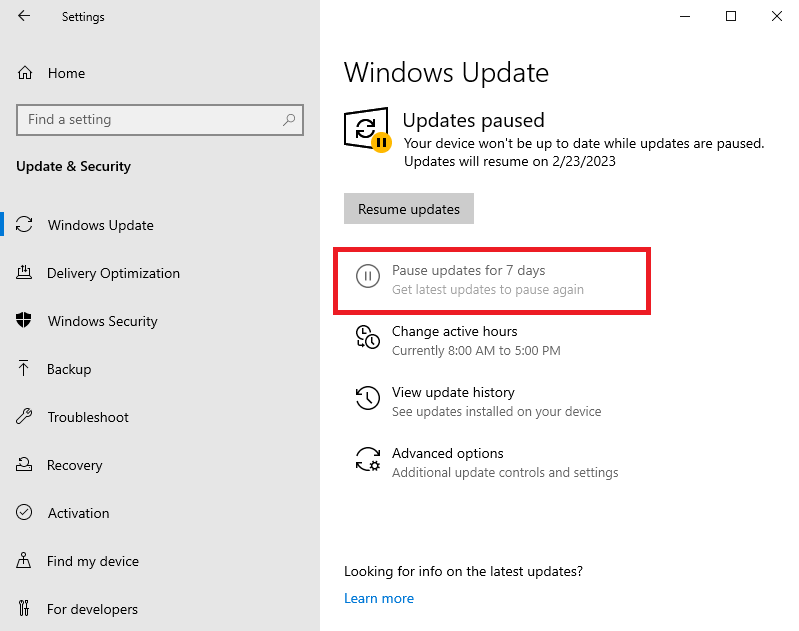 Settings
Home
Find a setting
Update & Security
Windows Update
Delivery Optimization
Windows Security
Backup
Troubleshoot
Recovery
Activation
Find my device
For developers
Windows Update
Updates paused
Your device won't be up to date while updates are paused.
Updates will resume on 2/23/2023
Resume updates
Pause updates for 7 days
Get latest updates to pause again
Change active hours
Currently 8:00 AM to 5:00 PM
View update history
See updates installed on your device
Advanced options
Additional update controls and settings
Looking for info on the latest updates?
Learn more